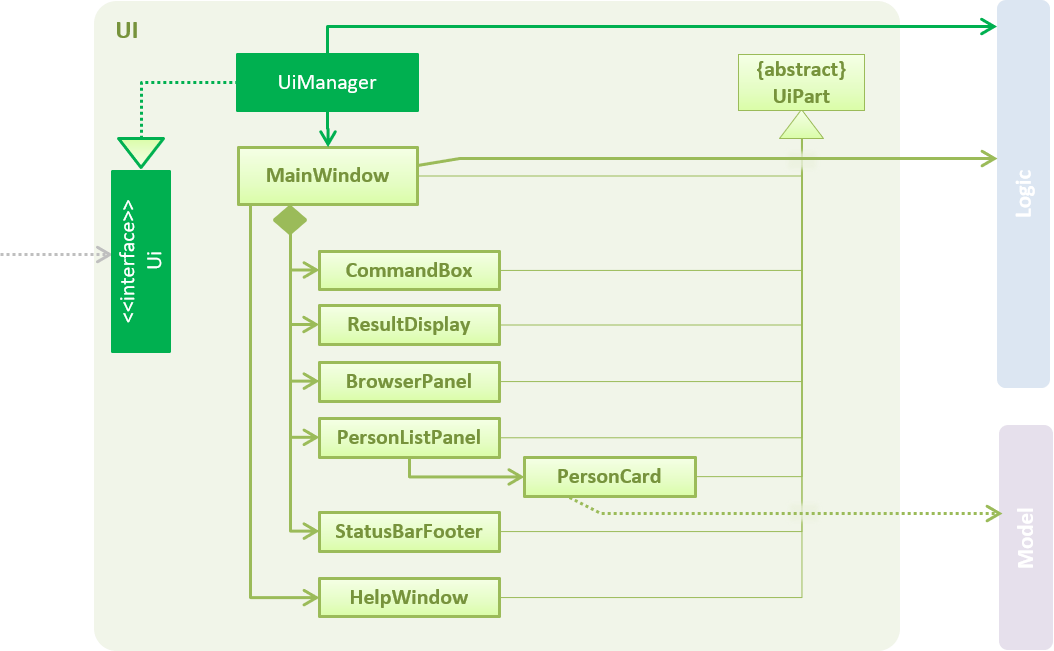 UI
UiManager
{abstract}
UiPart
MainWindow
Logic
<<interface>>
Ui
CommandBox
ResultDisplay
BrowserPanel
PersonListPanel
PersonCard
Model
StatusBarFooter
HelpWindow